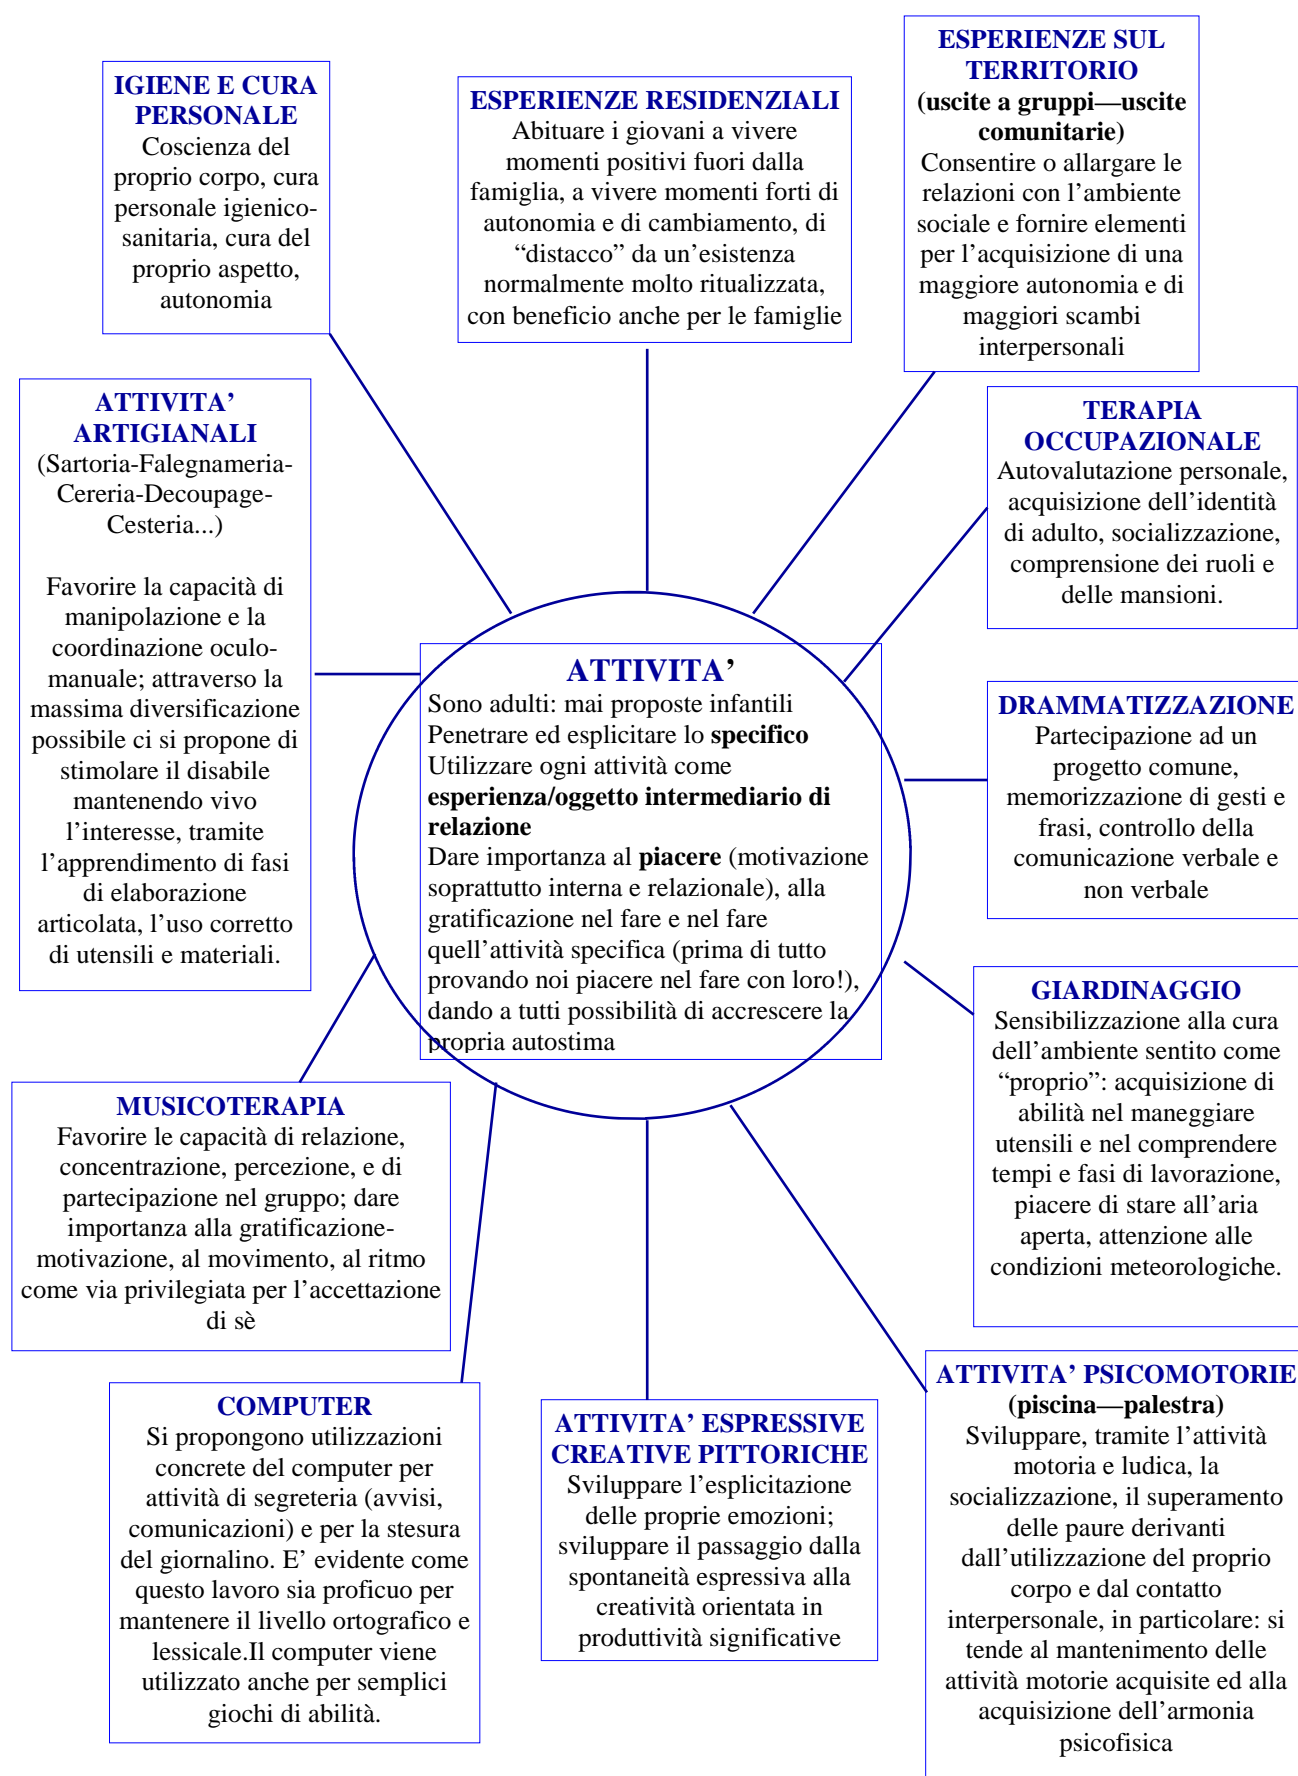 ESPERIENZE SUL
TERRITORIO
(uscite a gruppi—uscite
comunitarie)
Consentire o allargare le
relazioni con l’ambiente
sociale e fornire elementi
per l’acquisizione di una
maggiore autonomia e di
maggiori scambi
interpersonali
IGIENE E CURA
PERSONALE
Coscienza del
proprio corpo, cura
personale igienico-
sanitaria, cura del
proprio aspetto,
autonomia
ESPERIENZE RESIDENZIALI
Abituare i giovani a vivere
momenti positivi fuori dalla
famiglia, a vivere momenti forti di
autonomia e di cambiamento, di
“distacco” da un’esistenza
normalmente molto ritualizzata,
con beneficio anche per le famiglie
ATTIVITA’
ARTIGIANALI
(Sartoria-Falegnameria-
Cereria-Decoupage-
Cesteria...)
Favorire la capacità di
manipolazione e la
coordinazione oculo-
manuale; attraverso la
massima diversificazione
possibile ci si propone di
stimolare il disabile
mantenendo vivo
l’interesse, tramite
l’apprendimento di fasi
di elaborazione
articolata, l’uso corretto
di utensili e materiali.
TERAPIA
OCCUPAZIONALE
Autovalutazione personale,
acquisizione dell’identità
di adulto, socializzazione,
comprensione dei ruoli e
delle mansioni.
ATTIVITA’
Sono adulti: mai proposte infantili
Penetrare ed esplicitare lo specifico
Utilizzare ogni attività come
esperienza/oggetto intermediario di
relazione
Dare importanza al piacere (motivazione
soprattutto interna e relazionale), alla
gratificazione nel fare e nel fare
quell’attività specifica (prima di tutto
provando noi piacere nel fare con loro!),
dando a tutti possibilità di accrescere la
propria autostima
DRAMMATIZZAZIONE
Partecipazione ad un
progetto comune,
memorizzazione di gesti e
frasi, controllo della
comunicazione verbale e
non verbale
GIARDINAGGIO
Sensibilizzazione alla cura
dell’ambiente sentito come
“proprio”: acquisizione di
abilità nel maneggiare
utensili e nel comprendere
tempi e fasi di lavorazione,
piacere di stare all’aria
aperta, attenzione alle
condizioni meteorologiche.
MUSICOTERAPIA
Favorire le capacità di relazione,
concentrazione, percezione, e di
partecipazione nel gruppo; dare
importanza alla gratificazione-
motivazione, al movimento, al ritmo
come via privilegiata per l’accettazione
di sè
COMPUTER
Si propongono utilizzazioni
concrete del computer per
attività di segreteria (avvisi,
comunicazioni) e per la stesura
del giornalino. E’ evidente come
questo lavoro sia proficuo per
mantenere il livello ortografico e
lessicale.Il computer viene
utilizzato anche per semplici
giochi di abilità.
ATTIVITA’ ESPRESSIVE
CREATIVE PITTORICHE
Sviluppare l’esplicitazione
delle proprie emozioni;
sviluppare il passaggio dalla
spontaneità espressiva alla
creatività orientata in
produttività significative
ATTIVITA’ PSICOMOTORIE
(piscina—palestra)
Sviluppare, tramite l’attività
motoria e ludica, la
socializzazione, il superamento
delle paure derivanti
dall’utilizzazione del proprio
corpo e dal contatto
interpersonale, in particolare: si
tende al mantenimento delle
attività motorie acquisite ed alla
acquisizione dell’armonia
psicofisica